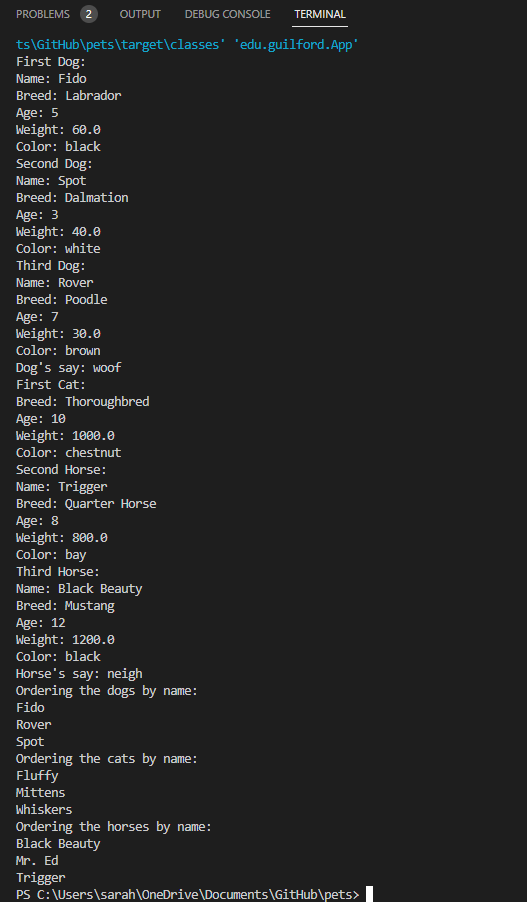 PROBLEMS 2 OUTPUT DEBUG CONSOLE TERMINAL
ts\GitHub\pets\target\classes' 'edu.guilford.App'
First Dog:
Name: Fido
Breed: Labrador
Age: 5
Weight: 60.0
Color: black
Second Dog:
Name: Spot
Breed: Dalmation
Age: 3
Weight: 40.0
Color: white
Third Dog:
Name: Rover
Breed: Poodle
Age: 7
Weight: 30.0
Color: brown
Dog's say: woof
First Cat:
Breed: Thoroughbred
Age: 10
Weight: 1000.0
Color: chestnut
Second Horse:
Name: Trigger
Breed: Quarter Horse
Age: 8
Weight: 800.0
Color: bay
Third Horse:
Name: Black Beauty
Breed: Mustang
Age: 12
Weight: 1200.0
Color: black
Horse's say: neigh
Ordering the dogs by name:
Fido
Rover
Spot
Ordering the cats by name:
Fluffy
Mittens
Whiskers
Ordering the horses by name:
Black Beauty
Mr. Ed
Trigger
PS C:\Users\sarah\OneDrive\Documents\GitHub\pets>